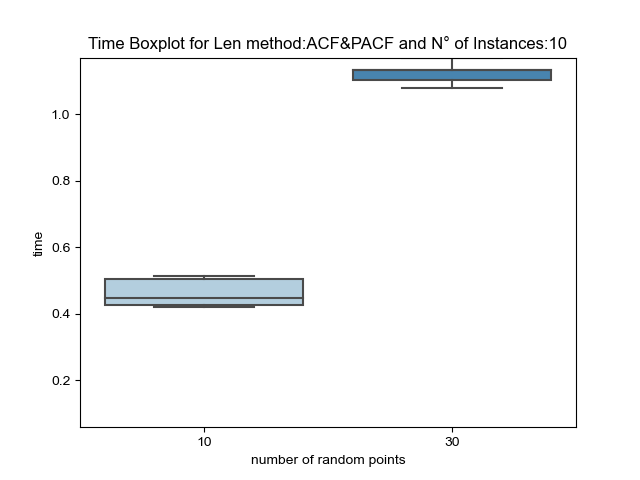 Time Boxplot for Len method:ACF&PACF and N° of Instances:10
1.0
0.8
0.6
0.4
0.2
time
10
30
number of random points